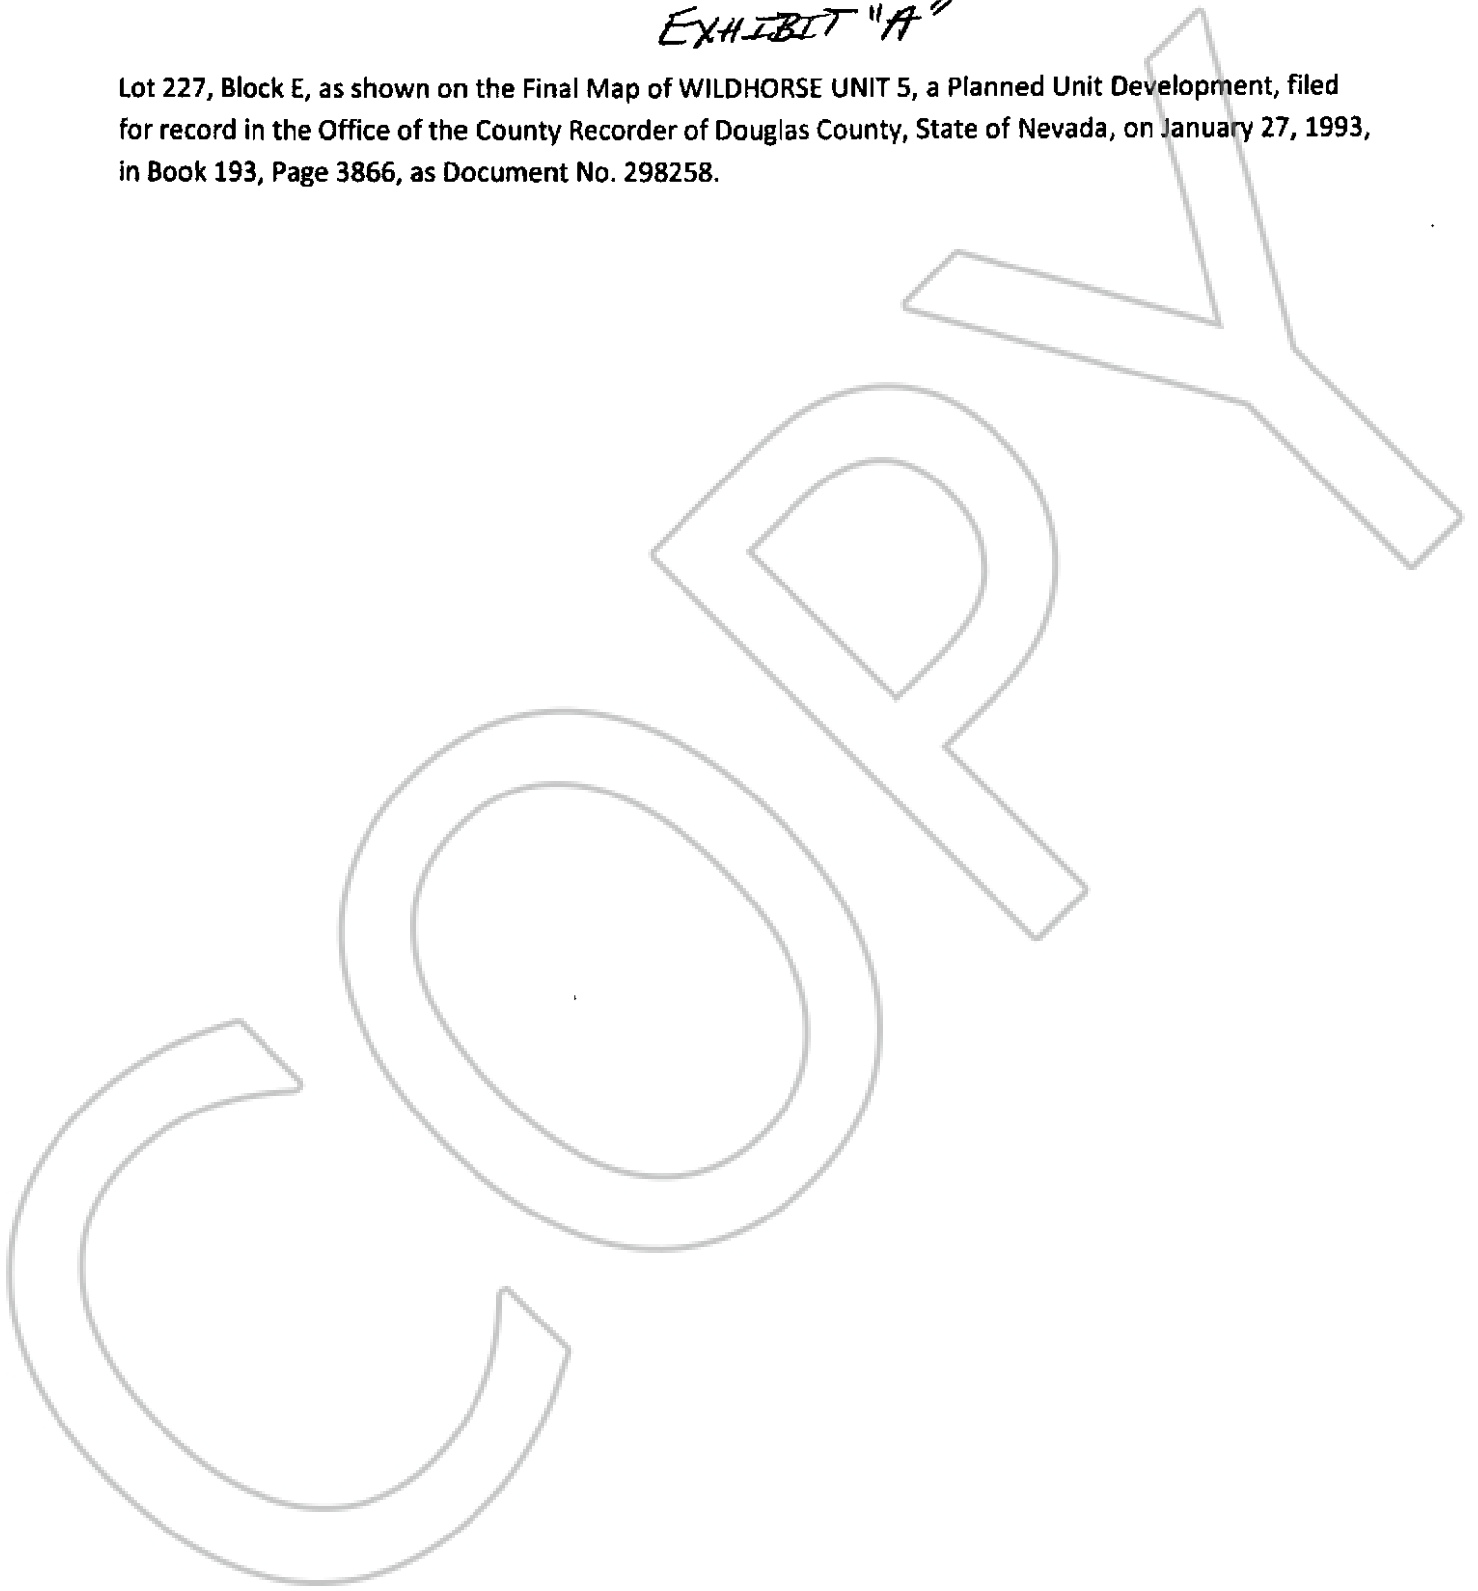 EXHIBIT "A"
Lot 227, Block E, as shown on the Final Map of WILDHORSE UNIT 5, a Planned Unit Development, filed
for record in the Office of the County Recorder of Douglas County, State of Nevada, on January 27, 1993,
in Book 193, Page 3866, as Document No. 298258.
COPY